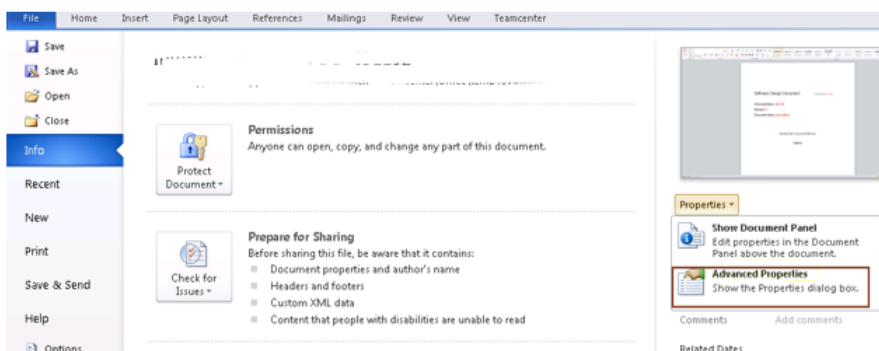 File Home Insert Page Layout References Mailings Review View Teamcenter
Save
Save As
Open
Close
Info
Recent
New
Print
Save & Send
Help
Options
Protect
Document
Permissions
Anyone can open, copy, and change any part of this document.
Check for
Issues
Prepare for Sharing
Before sharing this file, be aware that it contains:
Document properties and author's name
Headers and footers
Custom XML data
Content that people with disabilities are unable to read
Software Design Document
Properties
Show Document Panel
Edit properties in the Document
Panel above the document.
Advanced Properties
Show the Properties dialog box.
Comments Add comments
Related Dates